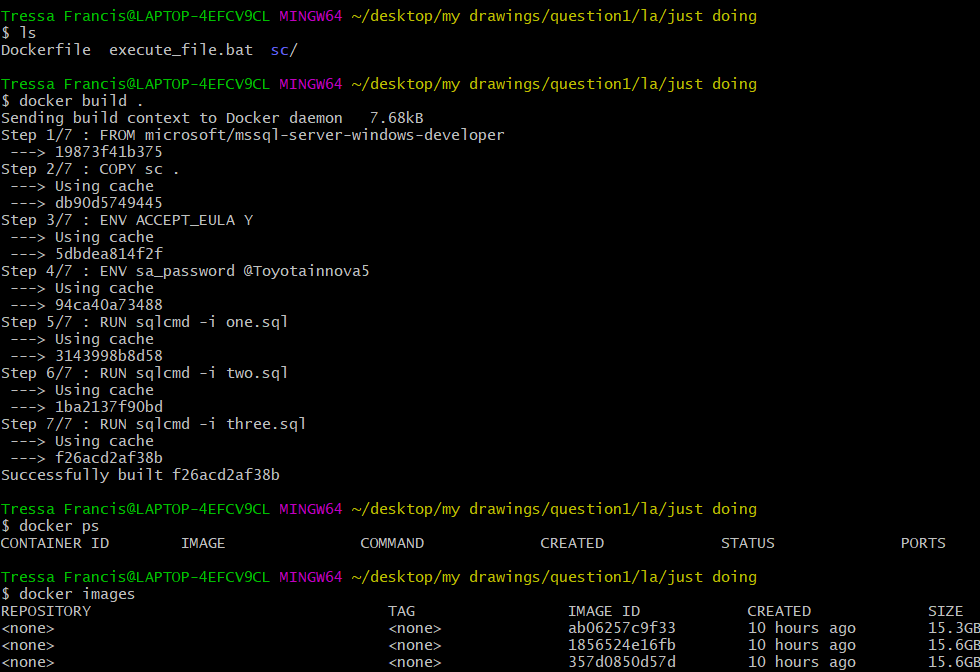 Tressa Francis@LAPTOP-4EFCV9CL MINGW64 ~/desktop/my drawings/question1/la/just doing
$ ls
Dockerfile  execute_file.bat  sc/
Tressa Francis@LAPTOP-4EFCV9CL MINGW64 ~/desktop/my drawings/question1/la/just doing
$ docker build .
Sending build context to Docker daemon   7.68kB
Step 1/7 : FROM microsoft/mssql-server-windows-developer
 ---> 19873f41b375
Step 2/7 : COPY sc .
 ---> Using cache
 ---> db90d5749445
Step 3/7 : ENV ACCEPT_EULA Y
 ---> Using cache
 ---> 5dbdea814f2f
Step 4/7 : ENV sa_password @Toyotainnova5
 ---> Using cache
 ---> 94ca40a73488
Step 5/7 : RUN sqlcmd -i one.sql
 ---> Using cache
 ---> 3143998b8d58
Step 6/7 : RUN sqlcmd -i two.sql
 ---> Using cache
 ---> 1ba2137f90bd
Step 7/7 : RUN sqlcmd -i three.sql
 ---> Using cache
 ---> f26acd2af38b
Successfully built f26acd2af38b
Tressa Francis@LAPTOP-4EFCV9CL MINGW64 ~/desktop/my drawings/question1/la/just doing
$ docker ps
CONTAINER ID        IMAGE               COMMAND             CREATED             STATUS              PORTS
Tressa Francis@LAPTOP-4EFCV9CL MINGW64 ~/desktop/my drawings/question1/la/just doing
$ docker images
REPOSITORY                                 TAG                 IMAGE ID            CREATED             SIZE
<none>                                     <none>              ab06257c9f33        10 hours ago        15.3GB
<none>                                     <none>              1856524e16fb        10 hours ago        15.6GB
<none>                                     <none>              357d0850d57d        10 hours ago        15.6GB